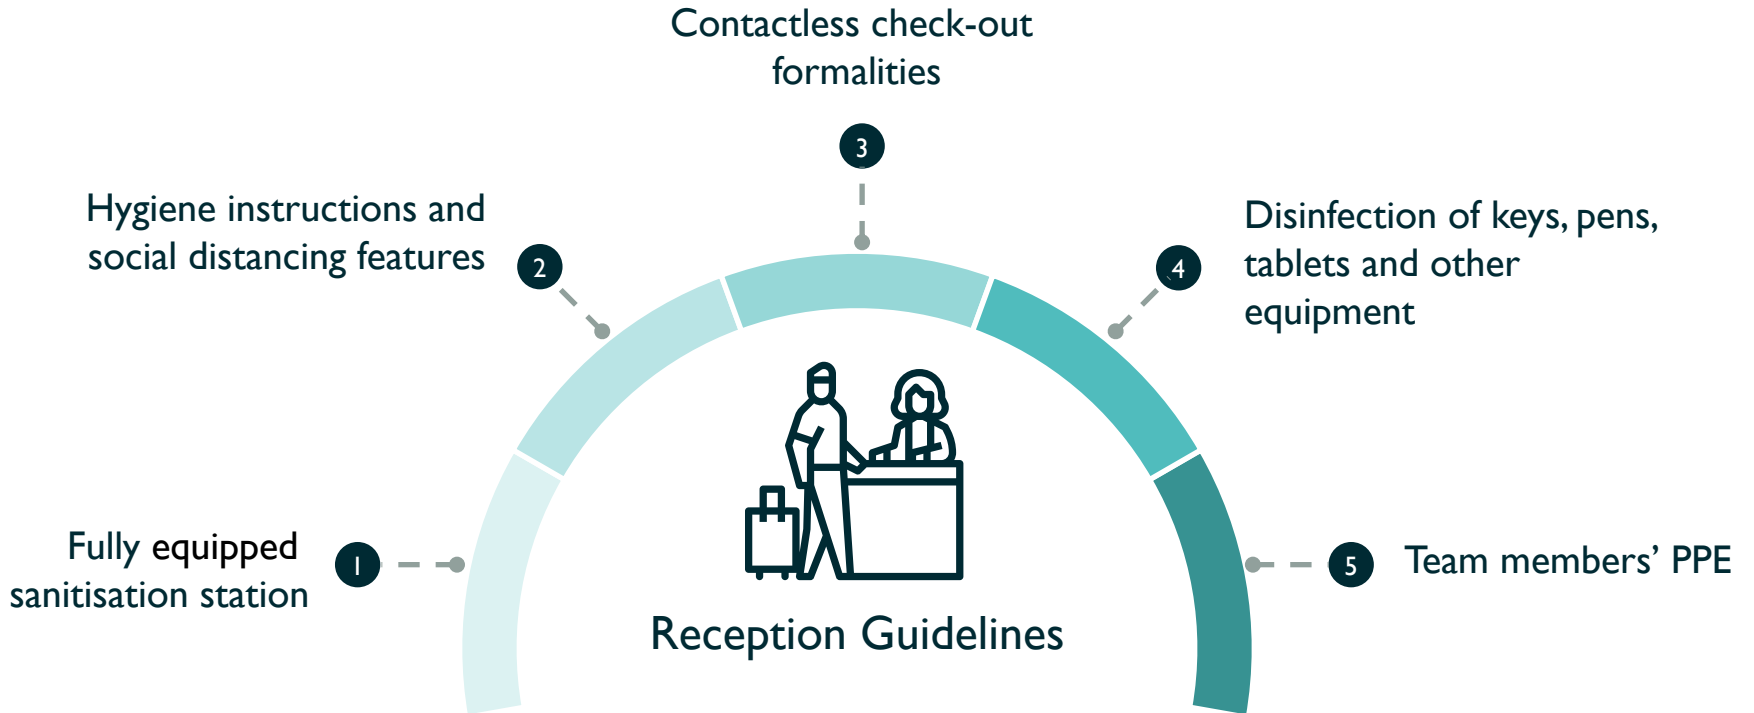 Contactless check-out
formalities
3
Hygiene instructions and
social distancing features
2
4
Disinfection of keys, pens,
tablets and other
equipment
Fully equipped
sanitisation station
1
5
Team members’ PPE
Reception Guidelines